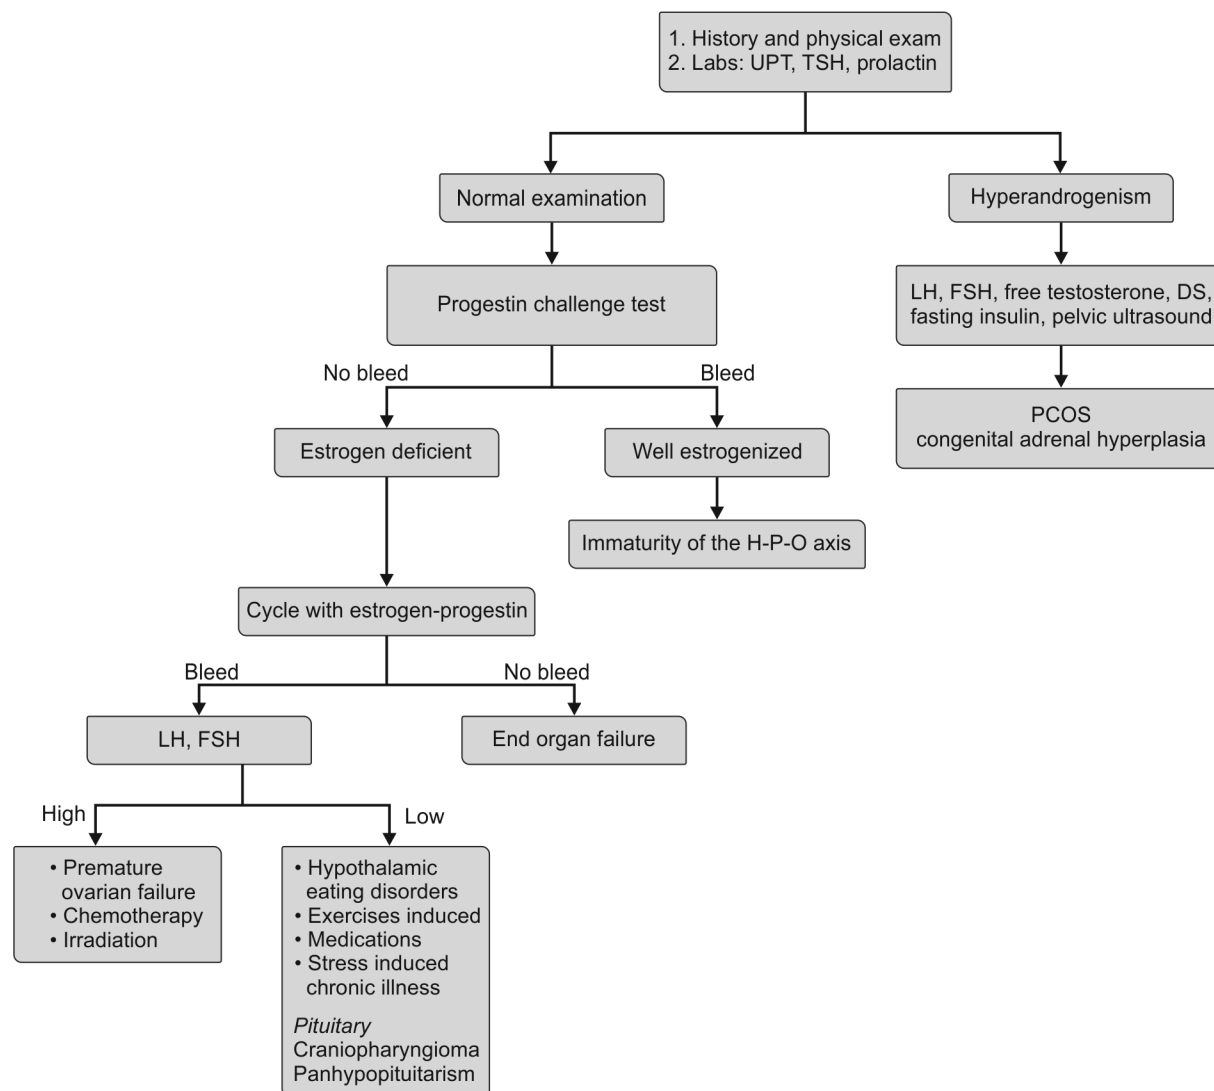 1. History and physical exam
2. Labs: UPT, TSH, prolactin
Normal examination
Hyperandrogenism
Progestin challenge test
LH, FSH, free testosterone, DS,
fasting insulin, pelvic ultrasound
No bleed
Bleed
PCOS
congenital adrenal hyperplasia
Estrogen deficient
Well estrogenized
Immaturity of the H-P-O axis
Cycle with estrogen-progestin
Bleed
No bleed
LH, FSH
End organ failure
High
Low
• Premature
ovarian failure
• Chemotherapy
• Irradiation
• Hypothalamic
eating disorders
• Exercises induced
• Medications
• Stress induced
chronic illness
Pituitary
Craniopharyngioma
Panhypopituitarism